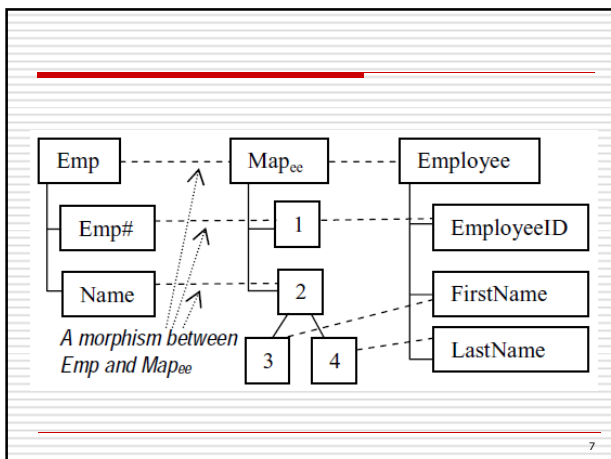 Emp Mapee Employee
Emp# 1 EmployeeID
Name 2 FirstName
A morphism between
Emp and Mapee
3 4 LastName
7